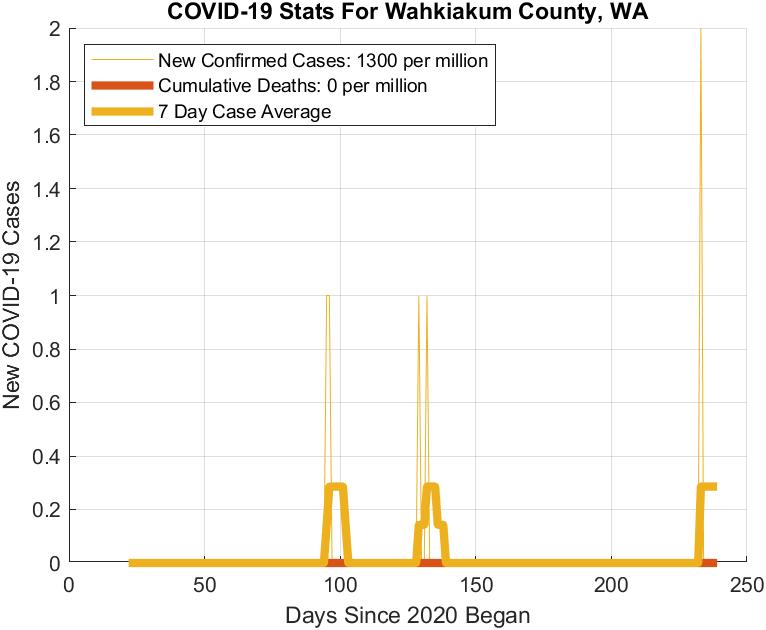 COVID-19 Stats For Wahkiakum County, WA
New Confirmed Cases: 1300 per million
Cumulative Deaths: 0 per million
7 Day Case Average
New COVID-19 Cases
2
1.8
1.6
1.4
1.2
1
0.8
0.6
0.4
0.2
0
0 50 100 150 200 250
Days Since 2020 Began